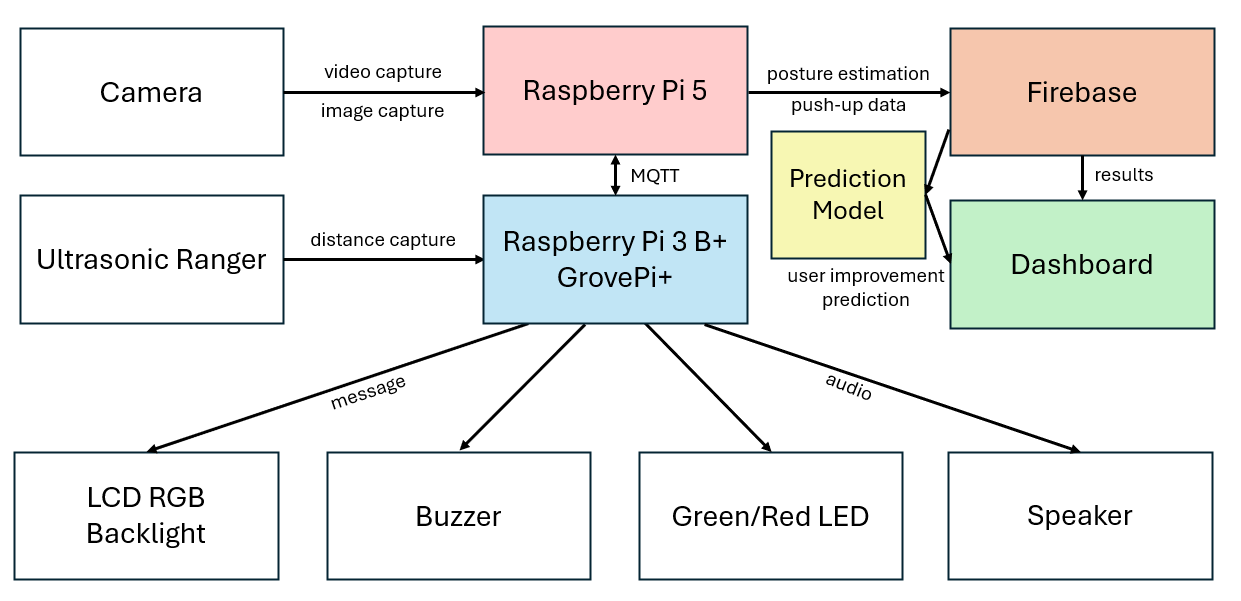 Camera
video capture
image capture
Raspberry Pi 5
posture estimation
push-up data
Firebase
MQTT
Prediction
Model
results
Ultrasonic Ranger
distance capture
Raspberry Pi 3 B+
GrovePi+
user improvement
prediction
Dashboard
message
audio
LCD RGB
Backlight
Buzzer
Green/Red LED
Speaker